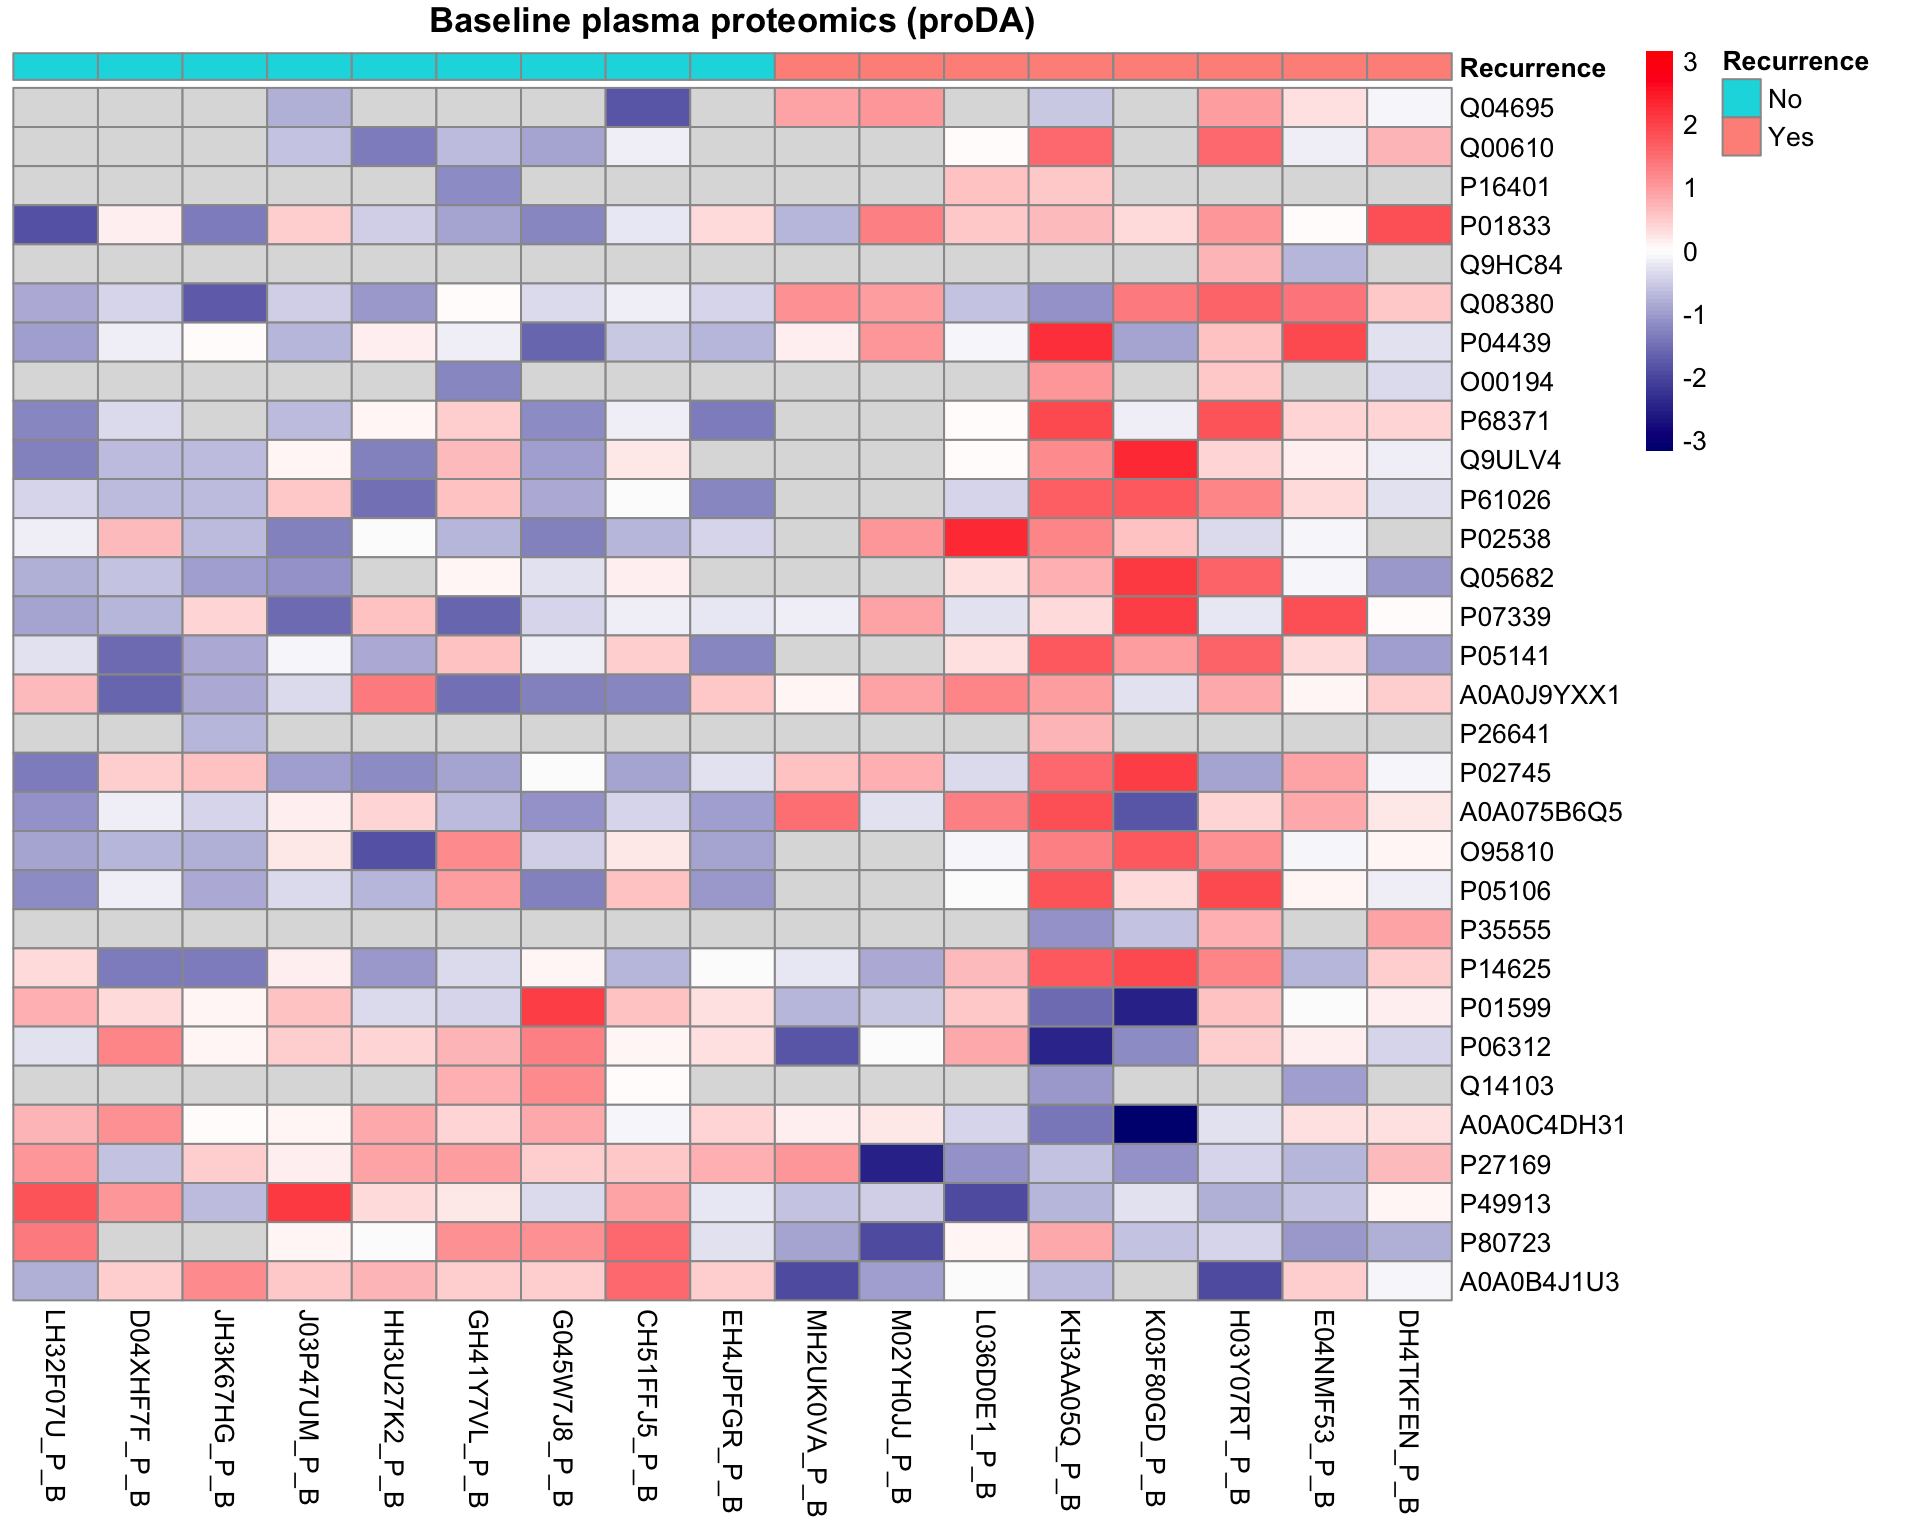 Baseline plasma proteomics (proDA)
Recurrence
Q04695
Q00610
P16401
P01833
Q9HC84
Q08380
P04439
O00194
P68371
Q9ULV4
P61026
P02538
Q05682
P07339
P05141
A0A0J9YXX1
P26641
P02745
A0A075B6Q5
O95810
P05106
P35555
P14625
P01599
P06312
Q14103
A0A0C4DH31
P27169
P49913
P80723
A0A0B4J1U3
3
2
1
0
-1
-2
-3
Recurrence
No
Yes
LH32F07U_P_B
D04XHF7F_P_B
JH3K67HG_P_B
J03P47UM_P_B
HH3U27K2_P_B
GH41Y7VL_P_B
G045W7J8_P_B
CH51FFJ5_P_B
EH4JPFGR_P_B
MH2UK0VA_P_B
M02YH0JJ_P_B
L036D0E1_P_B
KH3AA05Q_P_B
K03F80GD_P_B
H03Y07RT_P_B
E04NMF53_P_B
DH4TKFEN_P_B